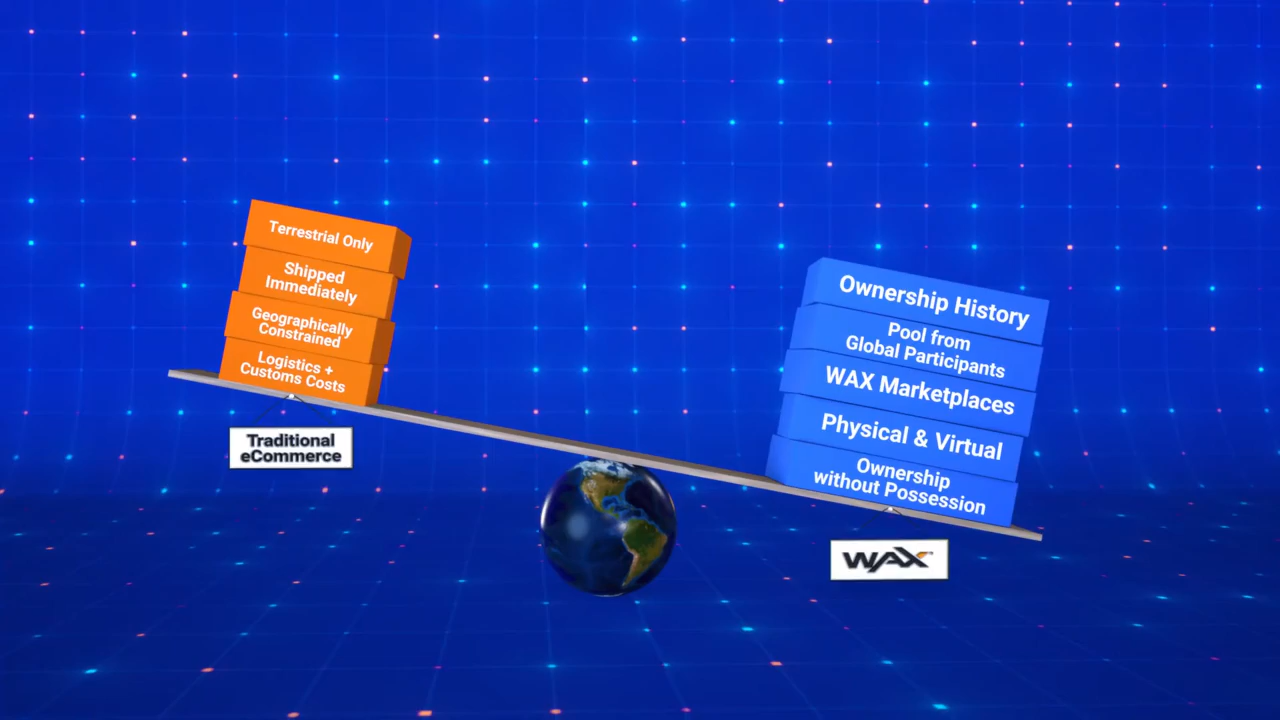 Terrestrial Only
Shipped
Immediately
Geographically
Constrained
Logistics +
Customs Costs
Traditional
eCommerce
Ownership History
Pool from
Global Participants
WAX Marketplaces
Physical & Virtual
Ownership
without Possession
WAX